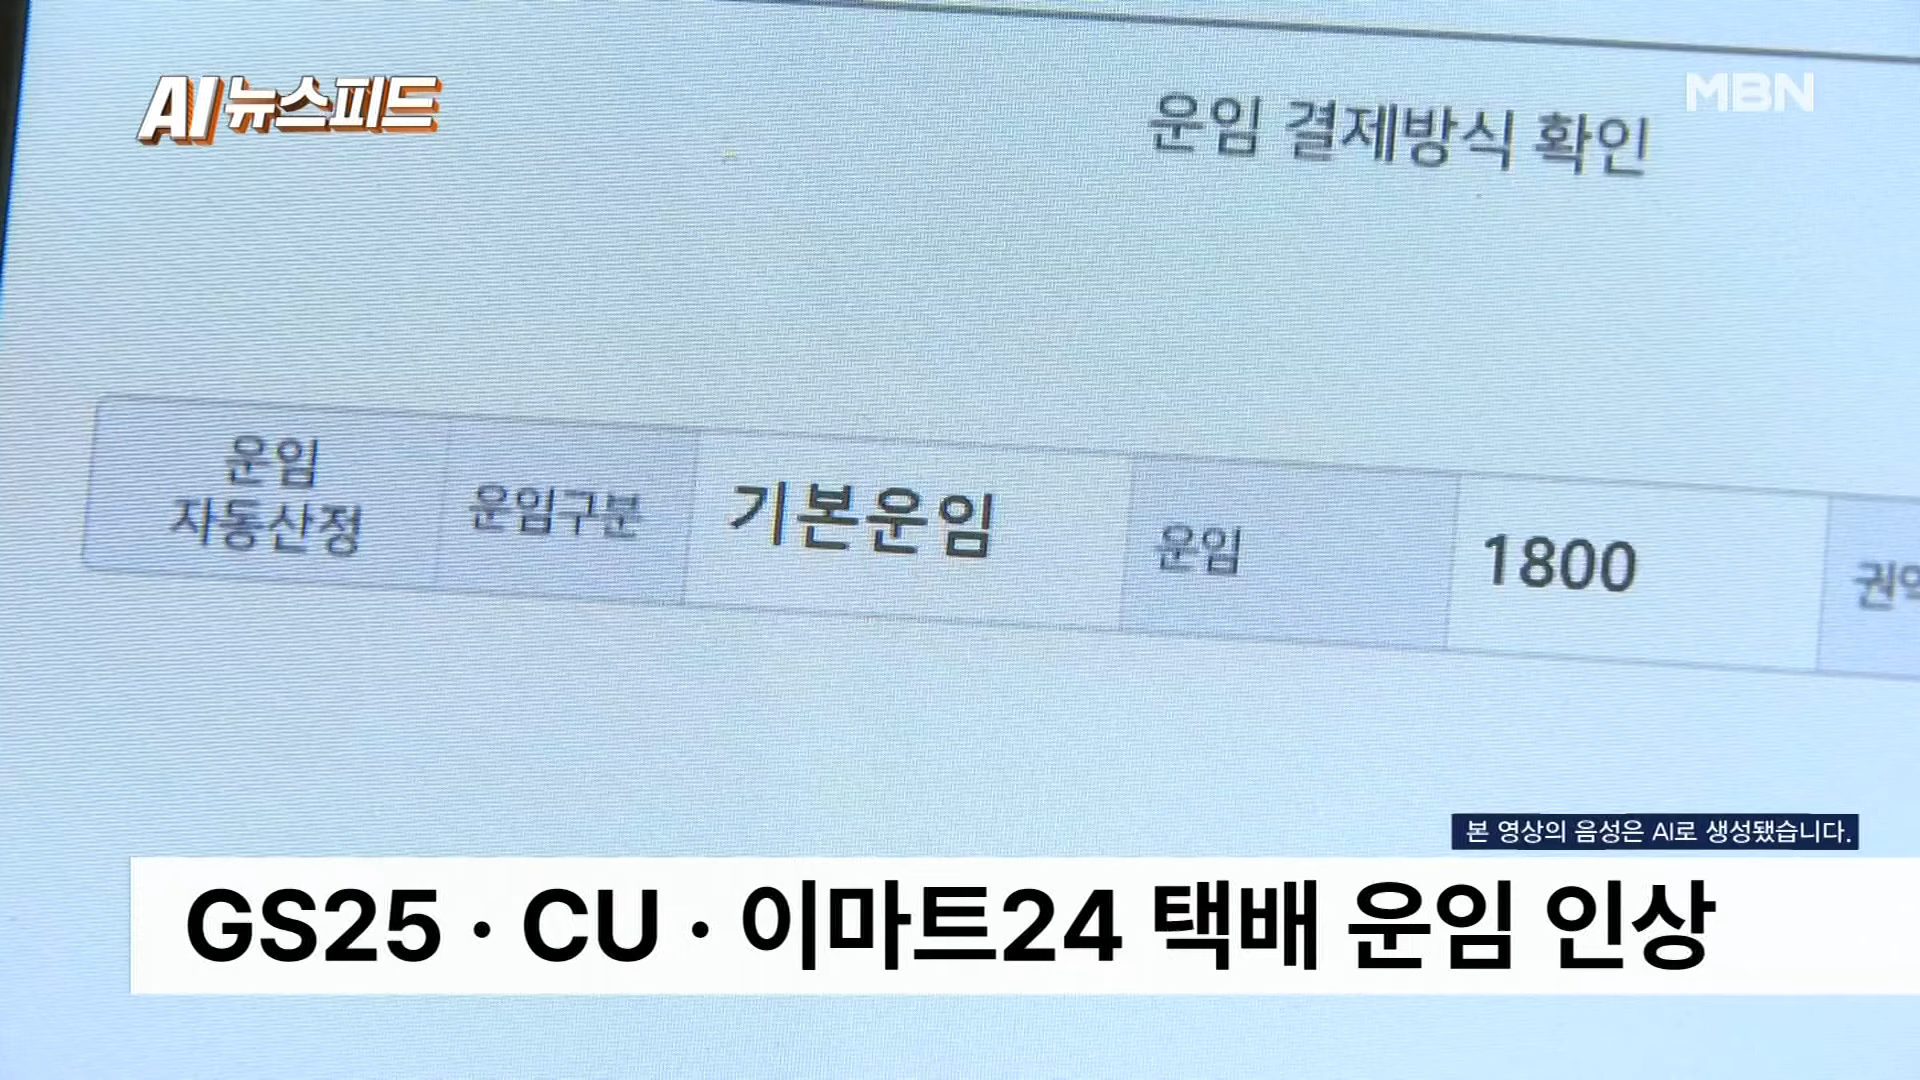 AI 뉴스피드
MBN
운임 결제방식 확인
운임
자동산정
운임구분
기본운임
운임
1800
본 영상의 음성은 AI로 생성됐습니다.
GS25 · CU · 이마트24 택배 운임 인상